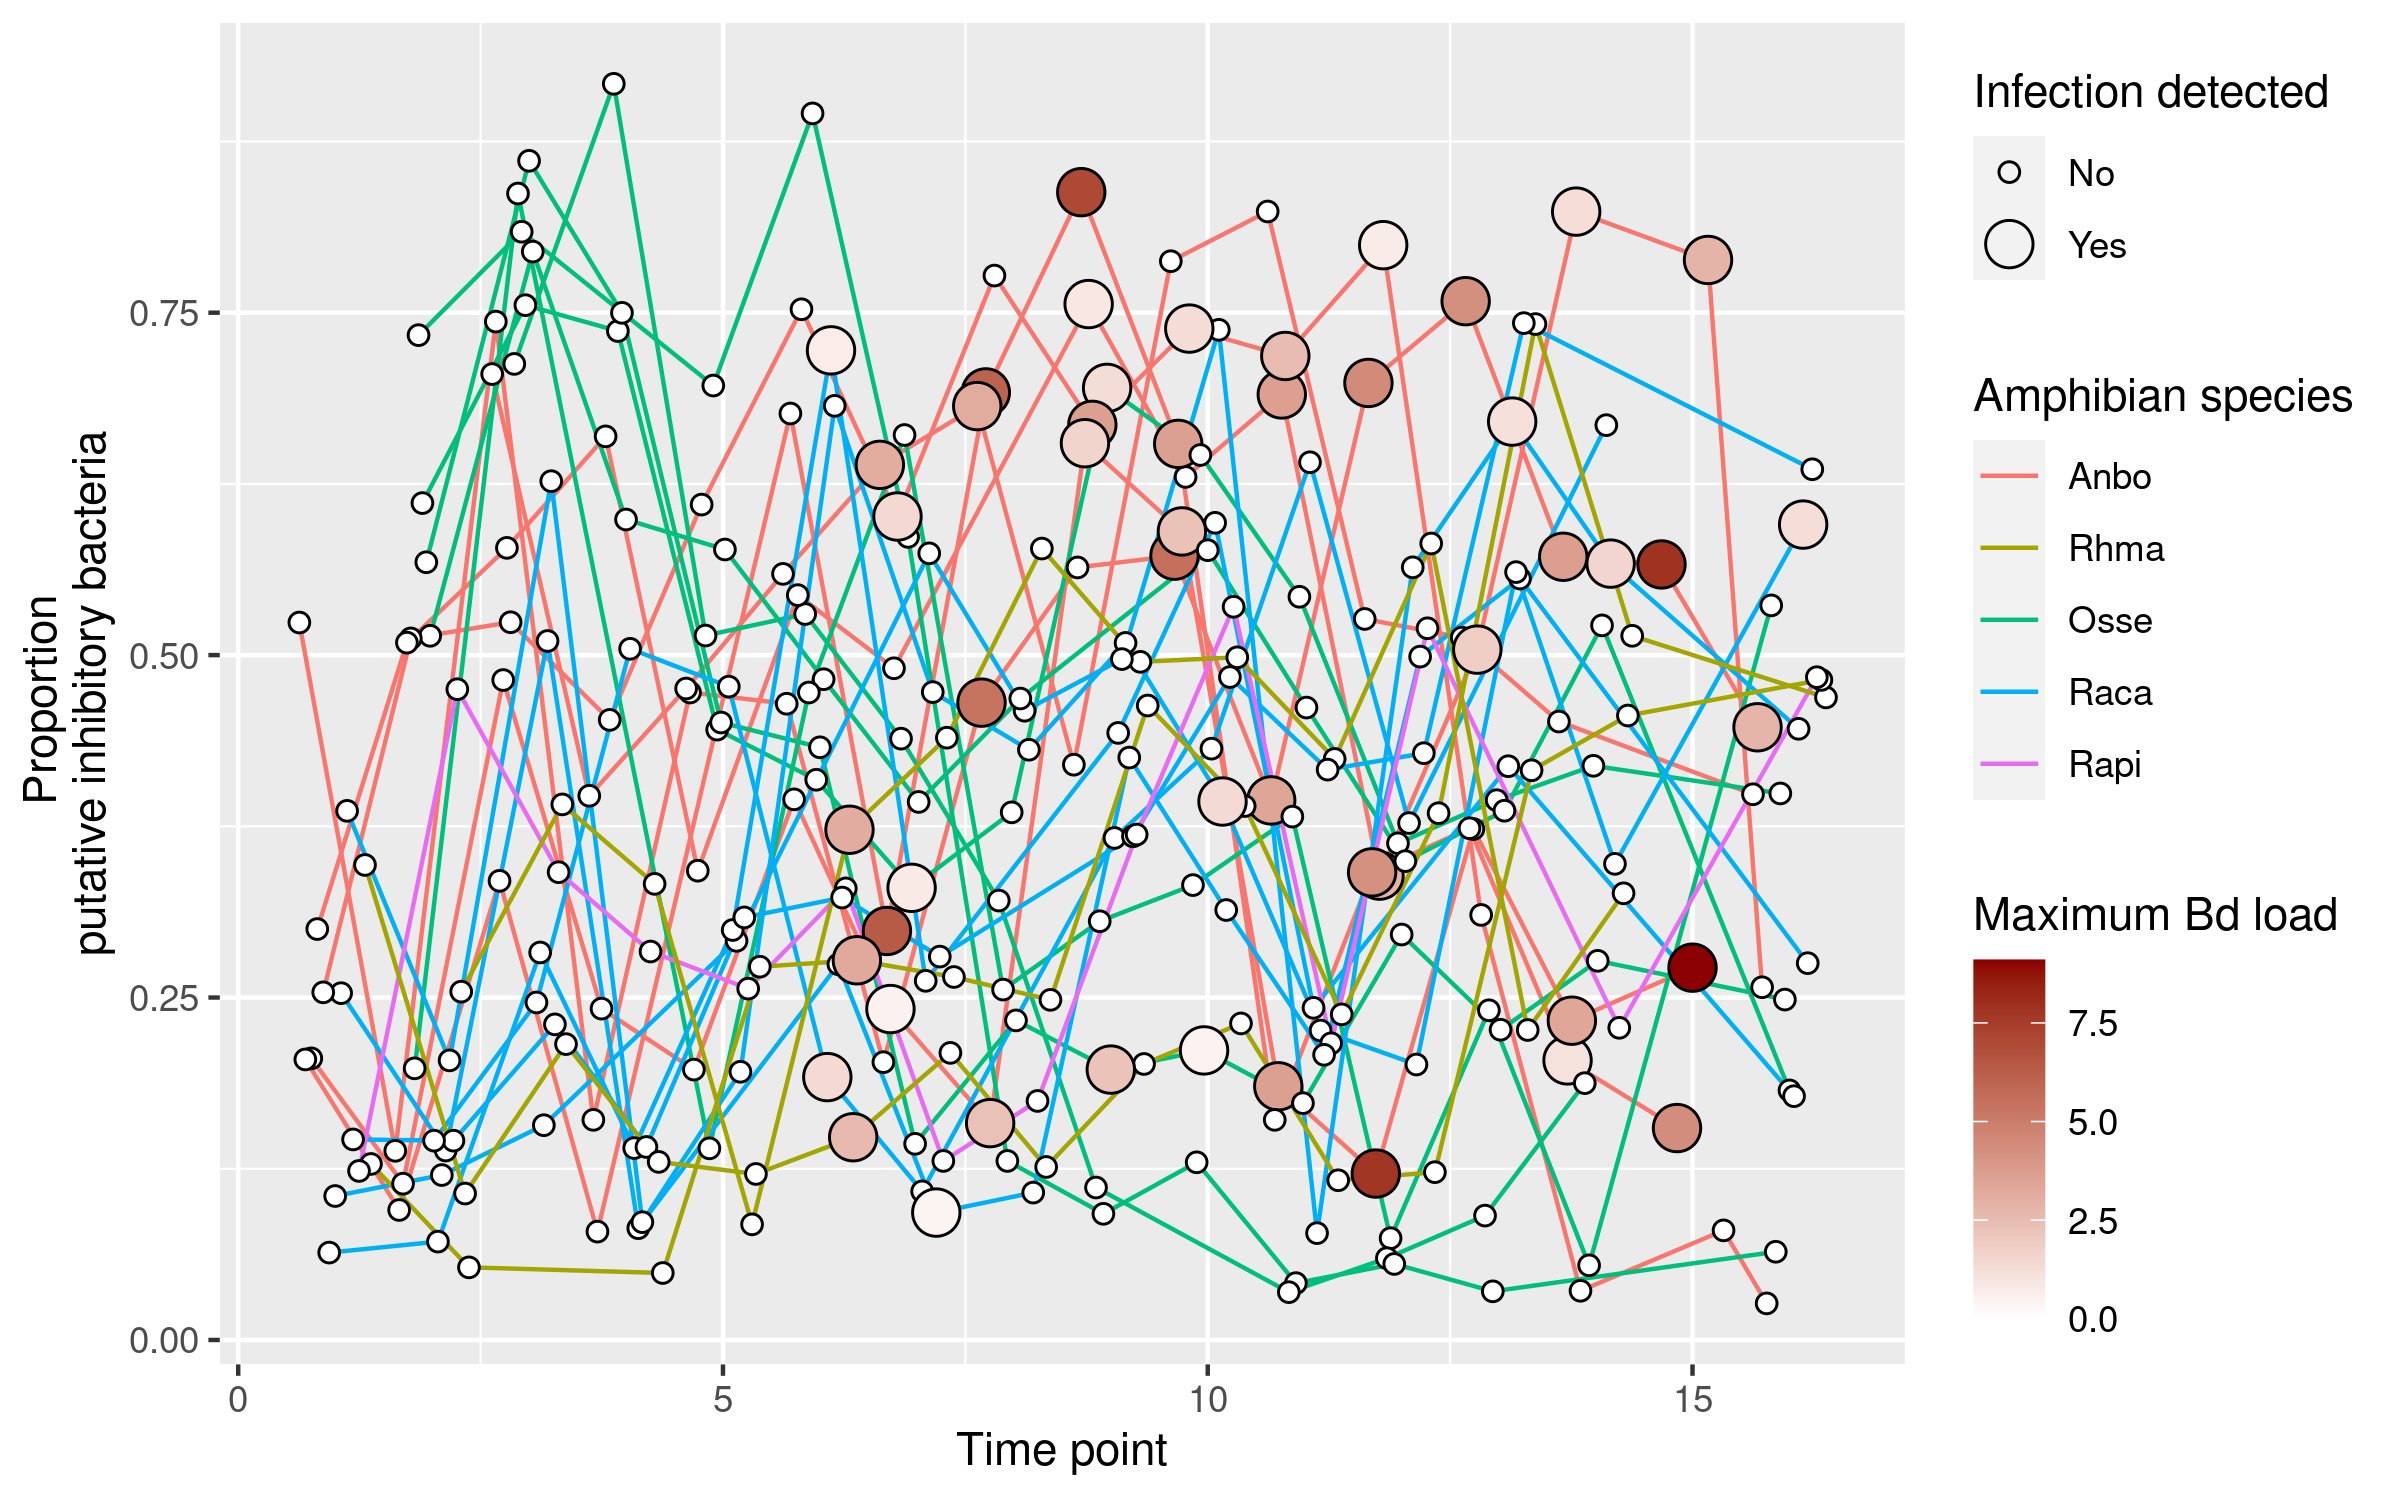 Proportion
putative inhibitory bacteria
0.75
0.50
0.25
0.00
0
5
10
15
Time point
Infection detected
No
Yes
Amphibian species
Anbo
Rhma
Osse
Raca
Rapi
Maximum Bd load
7.5
5.0
2.5
0.0